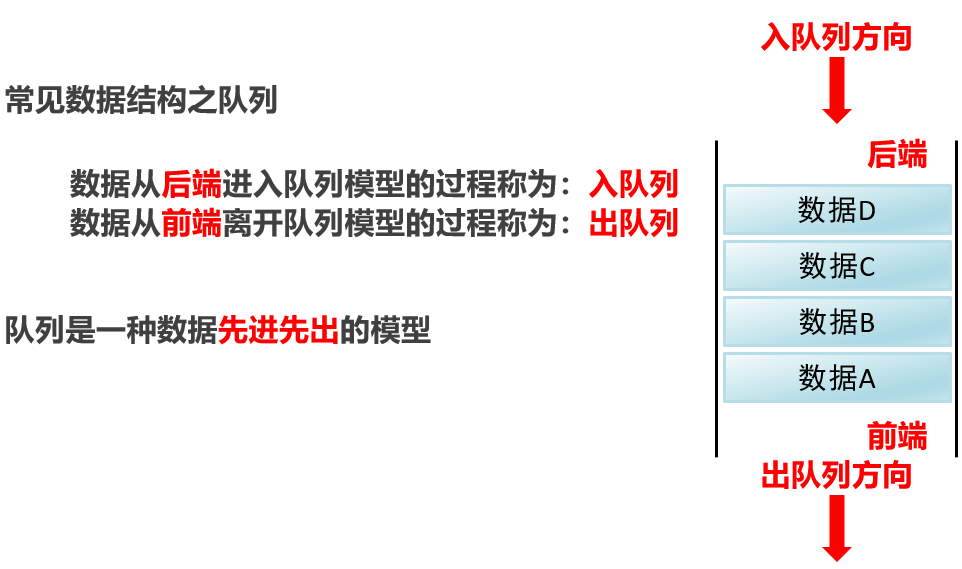 常见数据结构之队列
数据从后端进入队列模型的过程称为：入队列
数据从前端离开队列模型的过程称为：出队列
队列是一种数据先进先出的模型
入队列方向
后端
数据D
数据C
数据B
数据A
前端
出队列方向